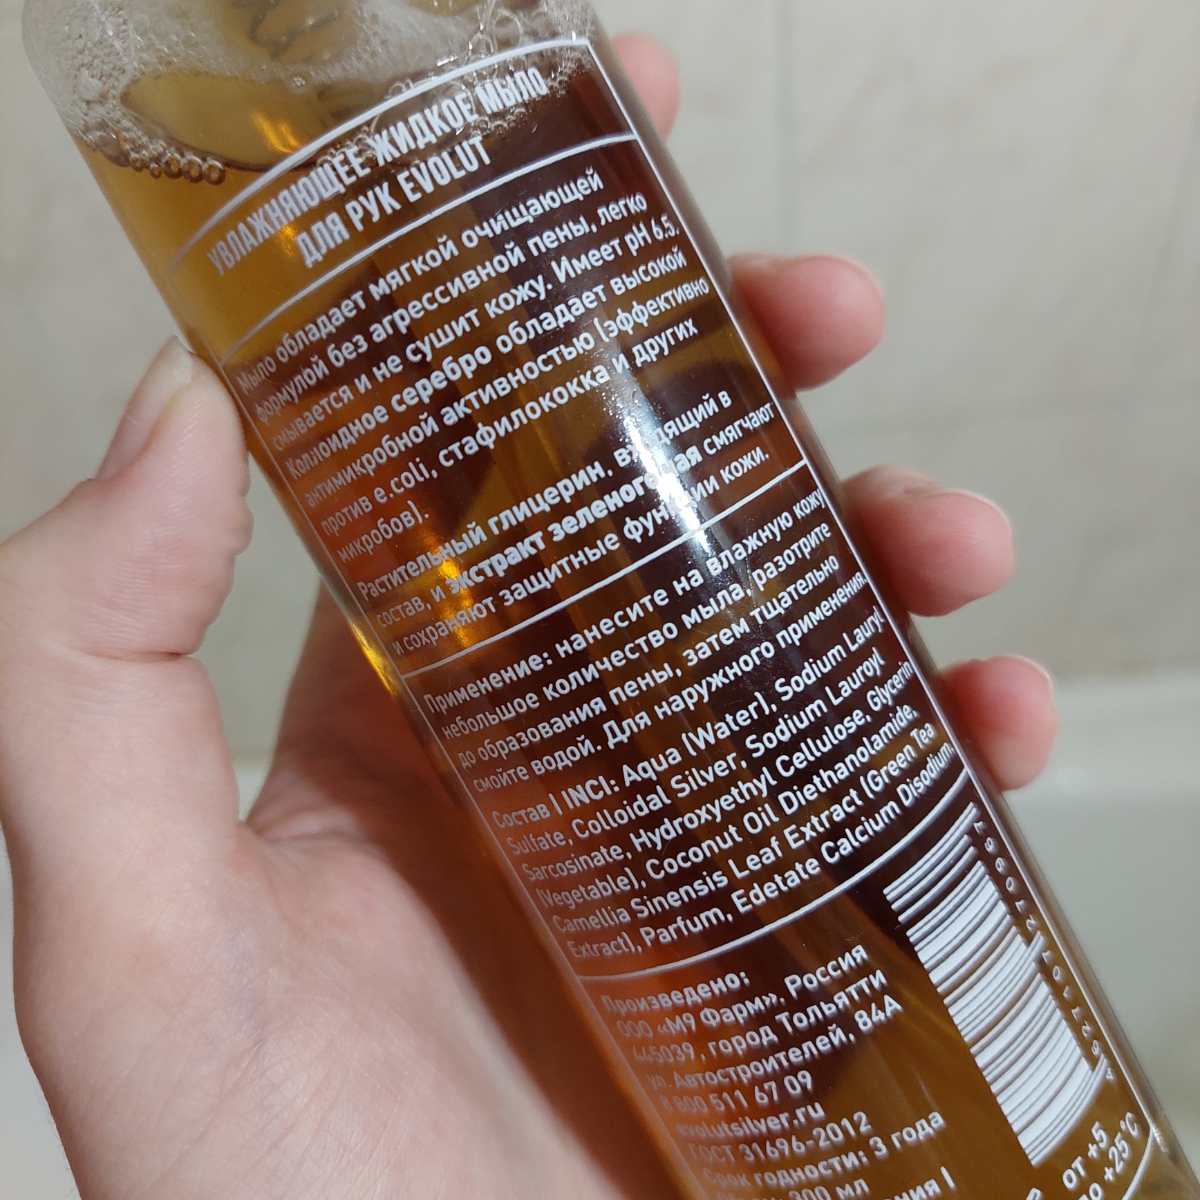 УВЛАЖНЯЮЩЕЕ ЖИДКОЕ МЫЛО
ДЛЯ РУК EVOLUT
Мыло обладает мягкой очищающей
формулой без агрессивной пены, легко
смывается и не сушит кожу. Имеет pH 6.5.
Коллоидное серебро обладает высокой
антимикробной активностью (эффективно
против e.coli, стафилококка и других
микробов).
Растительный глицерин, входящий в
состав, и экстракт зеленого чая смягчают
и сохраняют защитные функции кожи.
Применение: нанесите на влажную кожу
небольшое количество мыла, разотрите
до образования пены, затем тщательно
смойте водой. Для наружного применения.
Состав | INCI: Aqua (Water), Sodium Lauryl
Sulfate, Colloidal Silver, Sodium Lauroyl
Sarcosinate, Hydroxyethyl Cellulose, Glycerin
(Vegetable), Coconut Oil Diethanolamide,
Camellia Sinensis Leaf Extract (Green Tea
Extract), Parfum, Edetate Calcium Disodium.
Произведено:
ООО «М9 Фарм», Россия
445039, город Тольятти
ул. Автостроителей, 84А
8 800 511 67 09
evolutsilver.ru
ГОСТ 31696-2012
Срок годности: 3 года
300 мл
от +5
+25°C